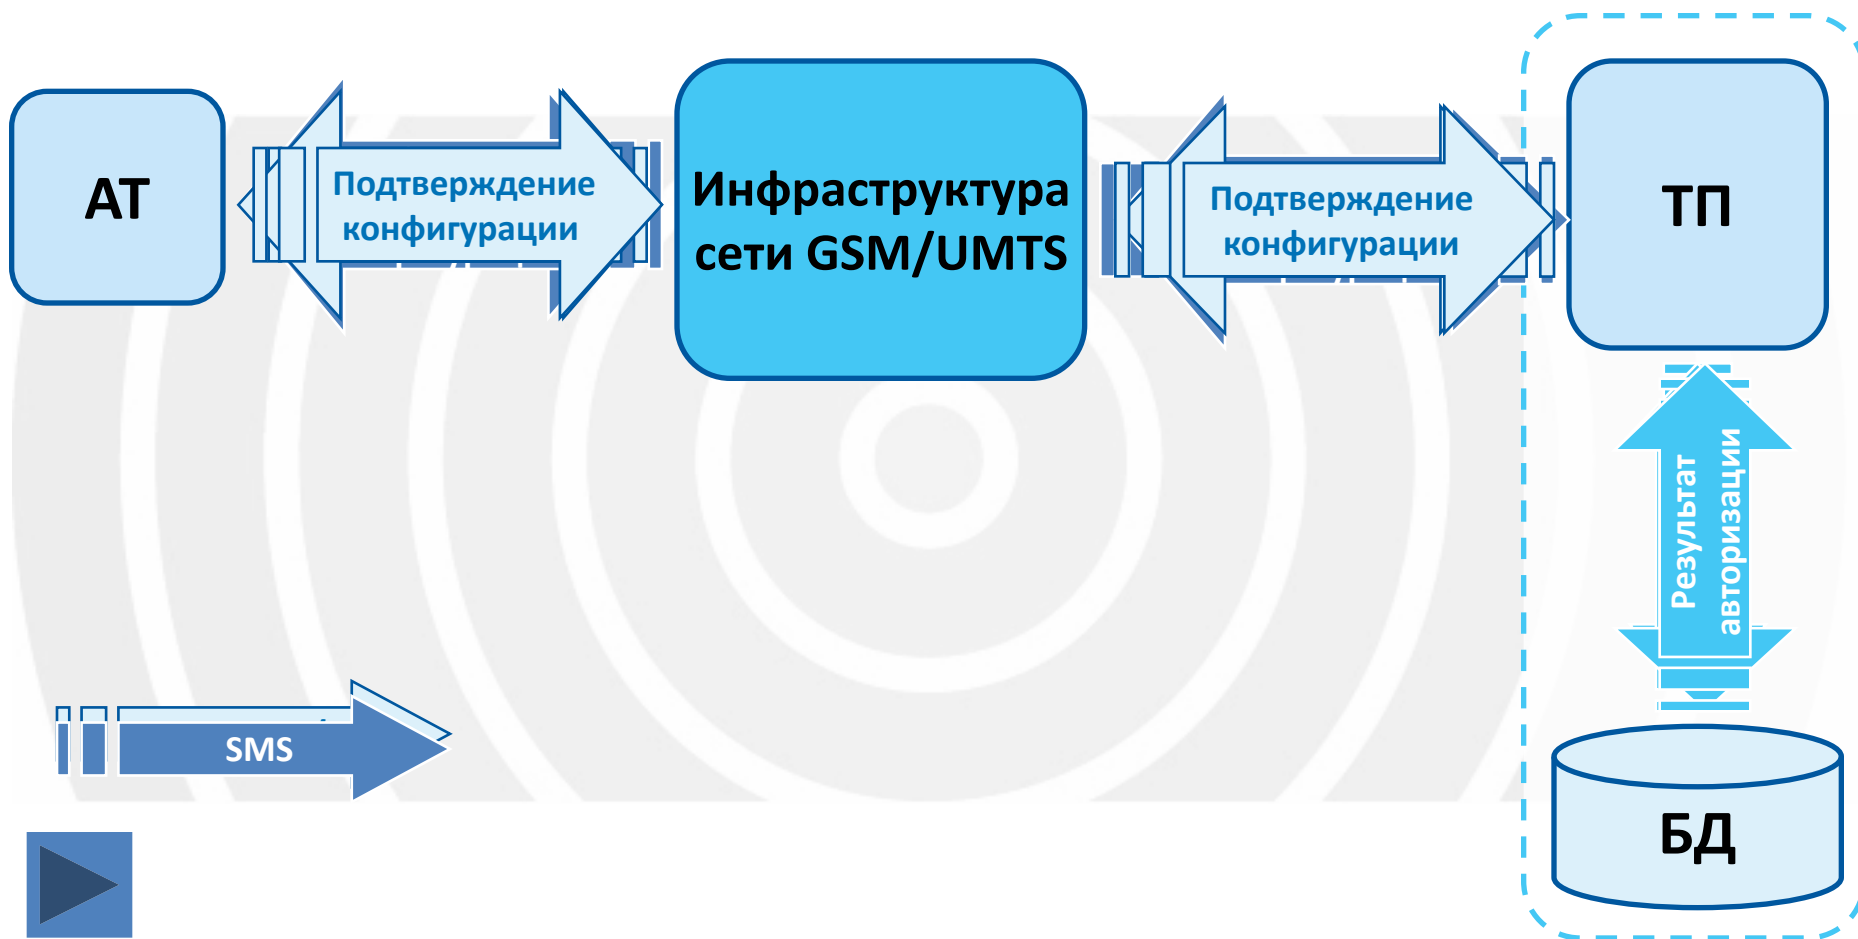 АТ
Подтверждение
конфигурации
Инфраструктура
сети GSM/UMTS
Подтверждение
конфигурации
ТП
Результат
авторизации
SMS
БД